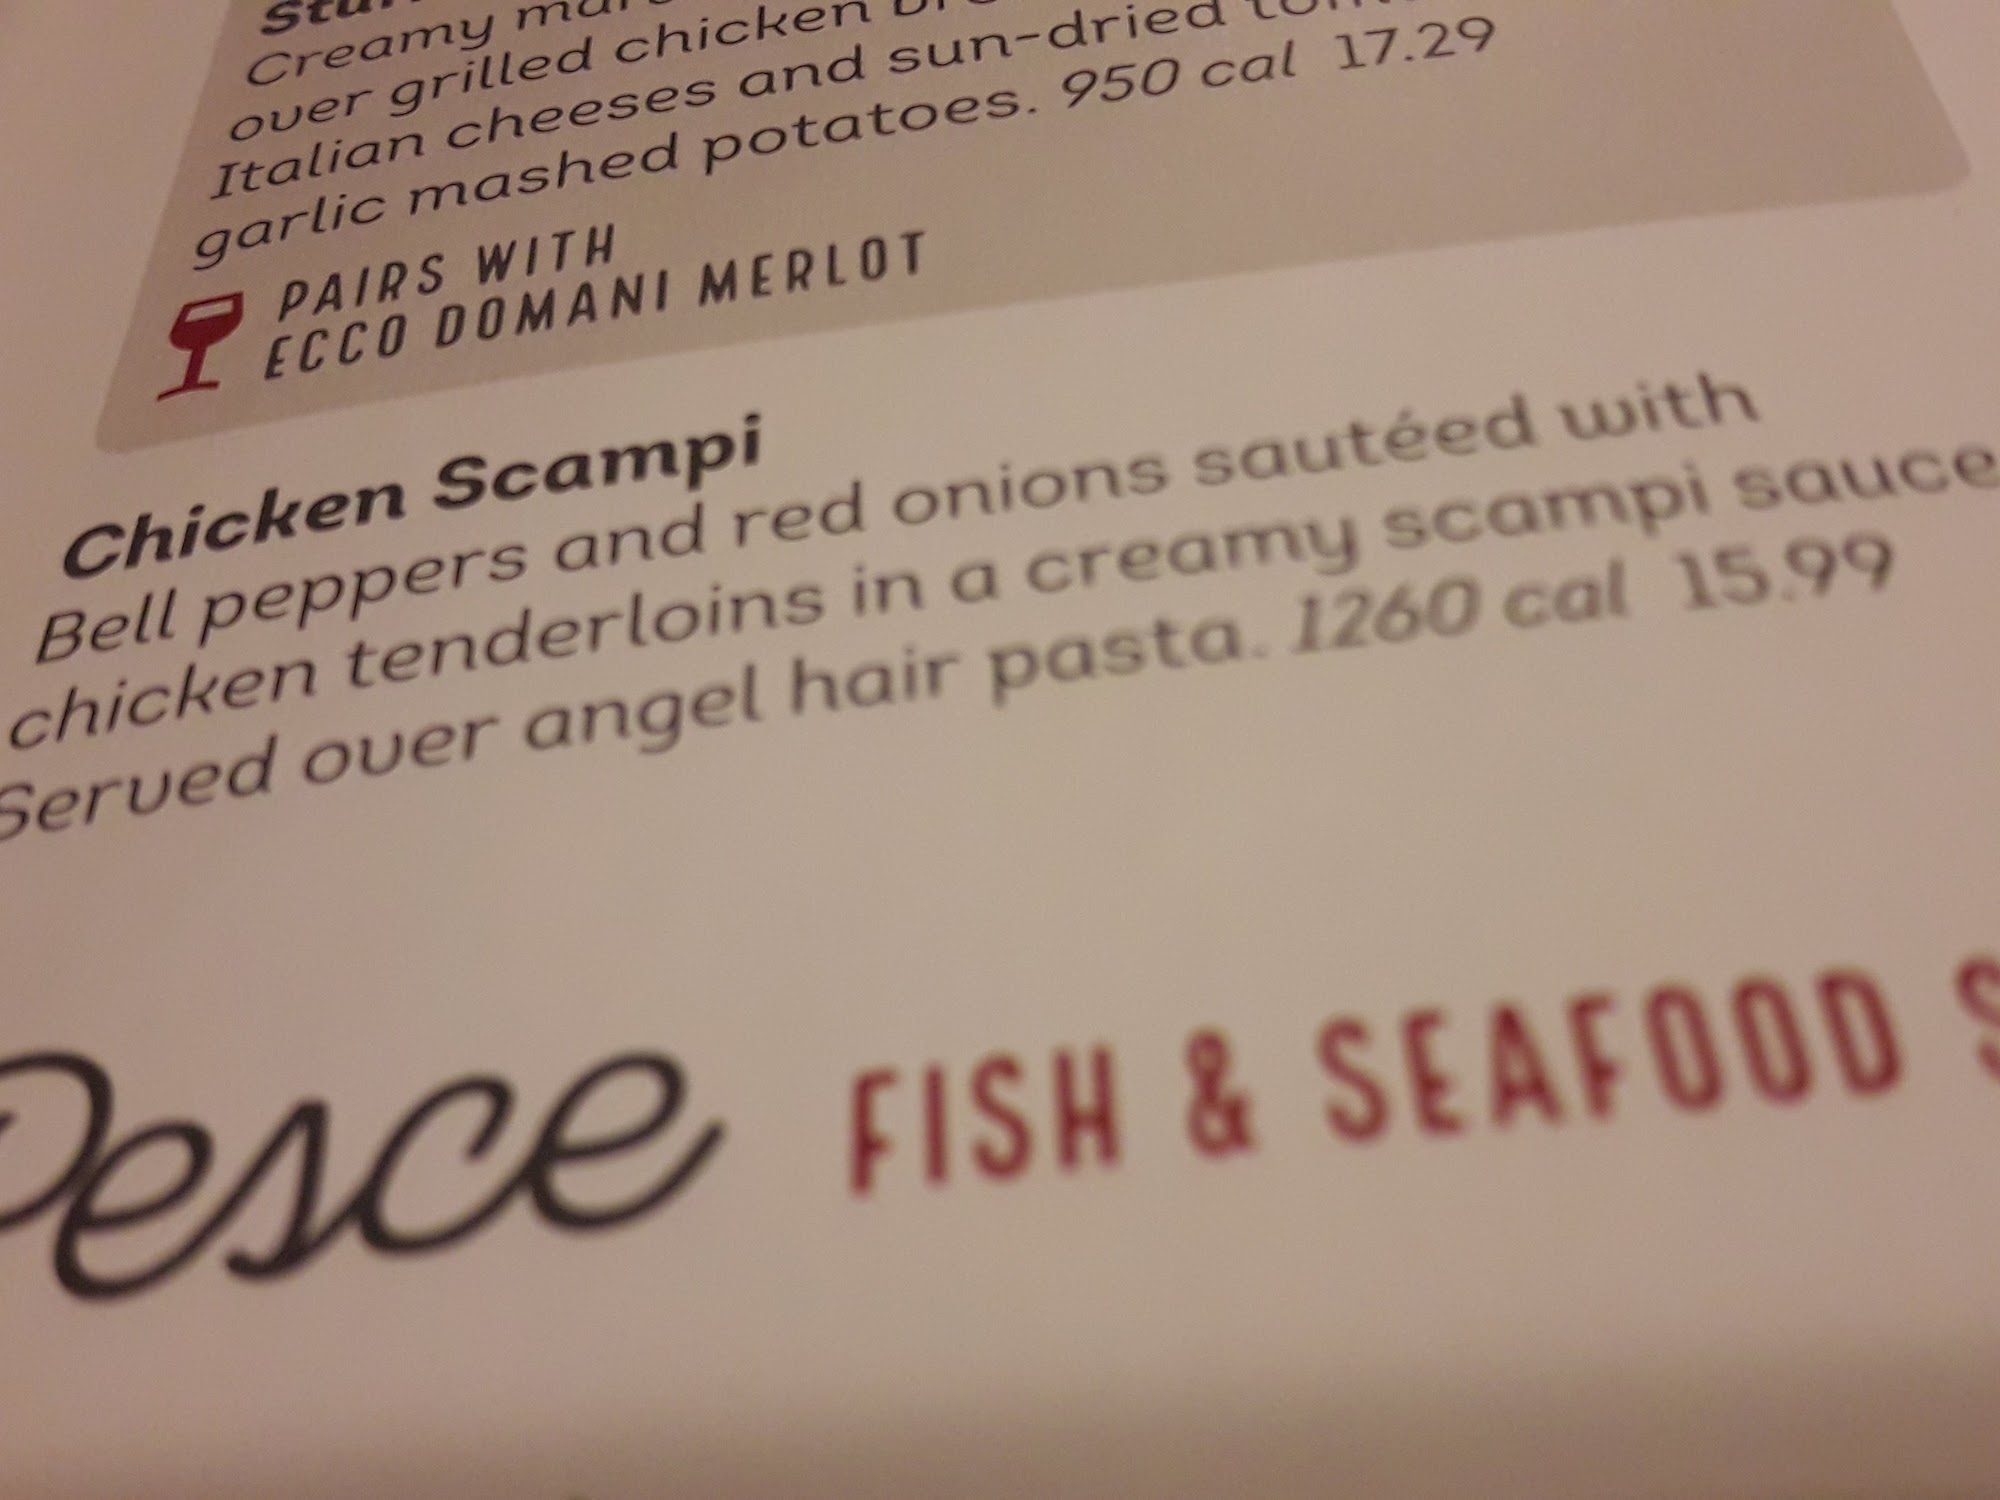 Creamy
over grilled chicken
Italian cheeses and sun-dried
garlic mashed potatoes. 950 cal 17.29
PAIRS WITH
ECCO DOMANI MERLOT
Chicken Scampi
Bell peppers and red onions sautéed with
chicken tenderloins in a creamy scampi sauce
Served over angel hair pasta. 1260 cal 15.99
Pesce FISH & SEAFOOD